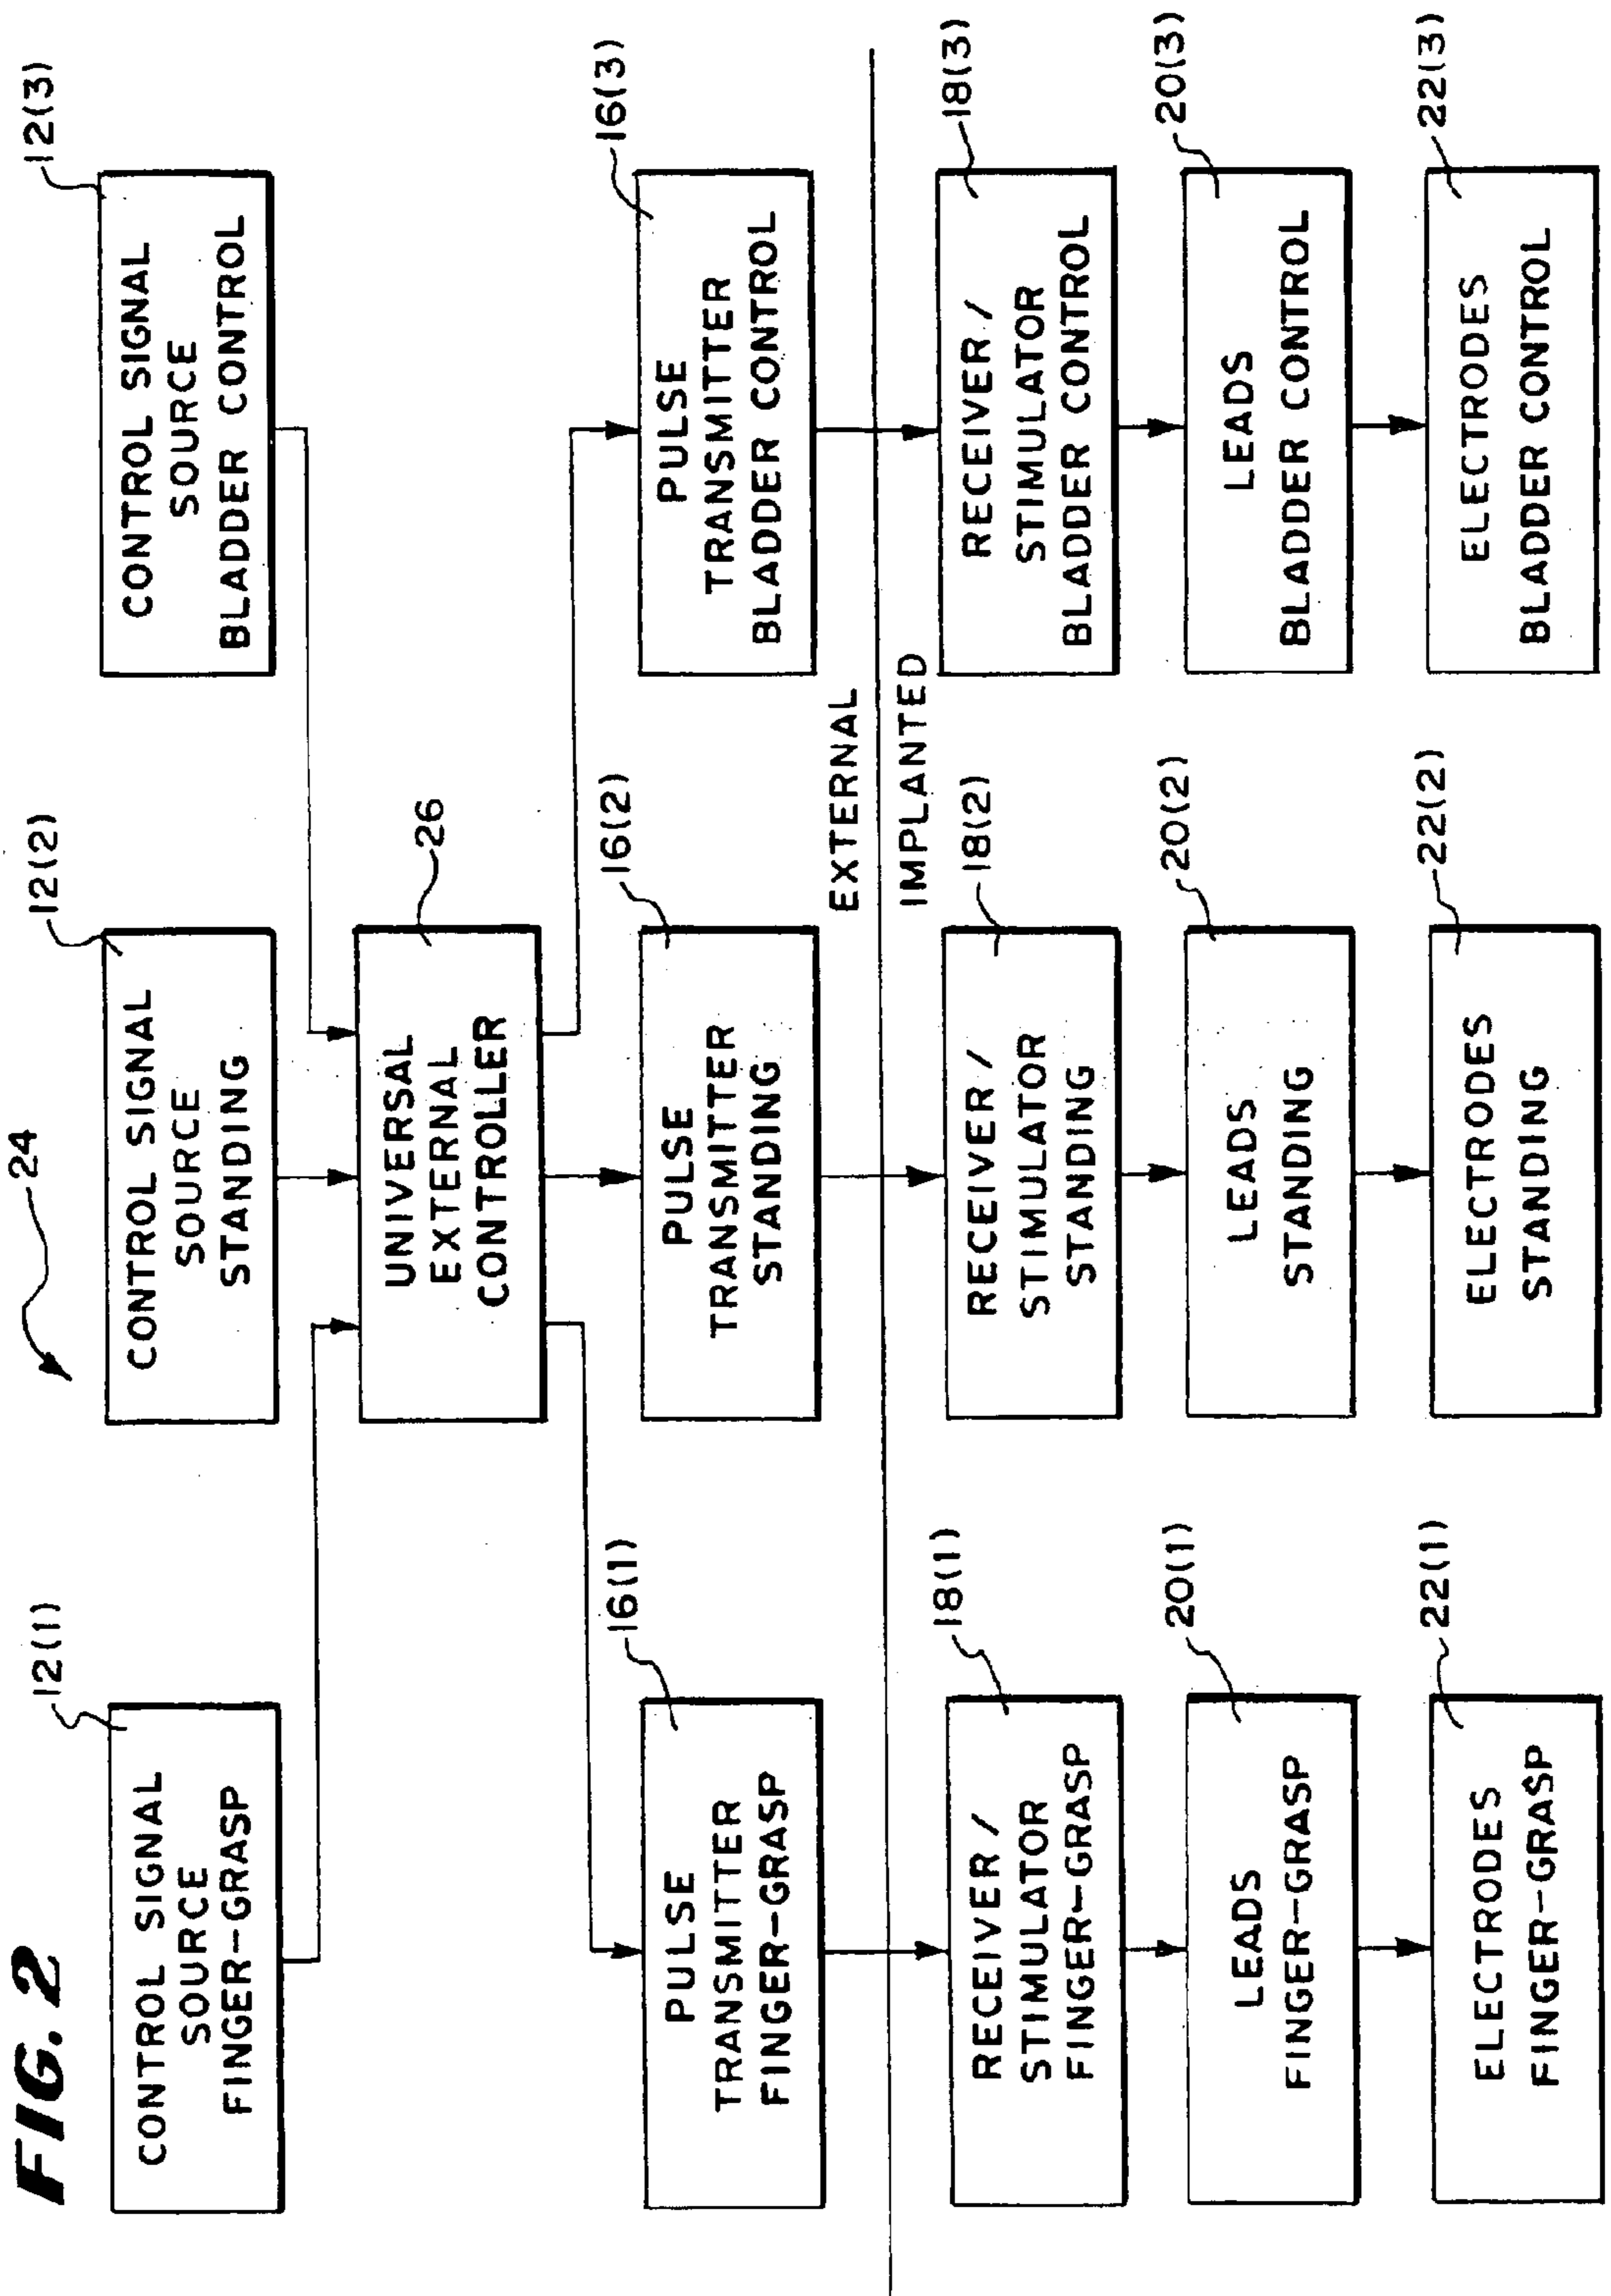 FIG. 2
24
12(1)
CONTROL SIGNAL
SOURCE
FINGER-GRASP
12(2)
CONTROL SIGNAL
SOURCE
STANDING
12(3)
CONTROL SIGNAL
SOURCE
BLADDER CONTROL
26
UNIVERSAL
EXTERNAL
CONTROLLER
16(1)
PULSE
TRANSMITTER
FINGER-GRASP
16(2)
PULSE
TRANSMITTER
STANDING
16(3)
PULSE
TRANSMITTER
BLADDER CONTROL
EXTERNAL
IMPLANTED
18(1)
RECEIVER/
STIMULATOR
FINGER-GRASP
18(2)
RECEIVER/
STIMULATOR
STANDING
18(3)
RECEIVER/
STIMULATOR
BLADDER CONTROL
20(1)
LEADS
FINGER-GRASP
20(2)
LEADS
STANDING
20(3)
LEADS
BLADDER CONTROL
22(1)
ELECTRODES
FINGER-GRASP
22(2)
ELECTRODES
STANDING
22(3)
ELECTRODES
BLADDER CONTROL